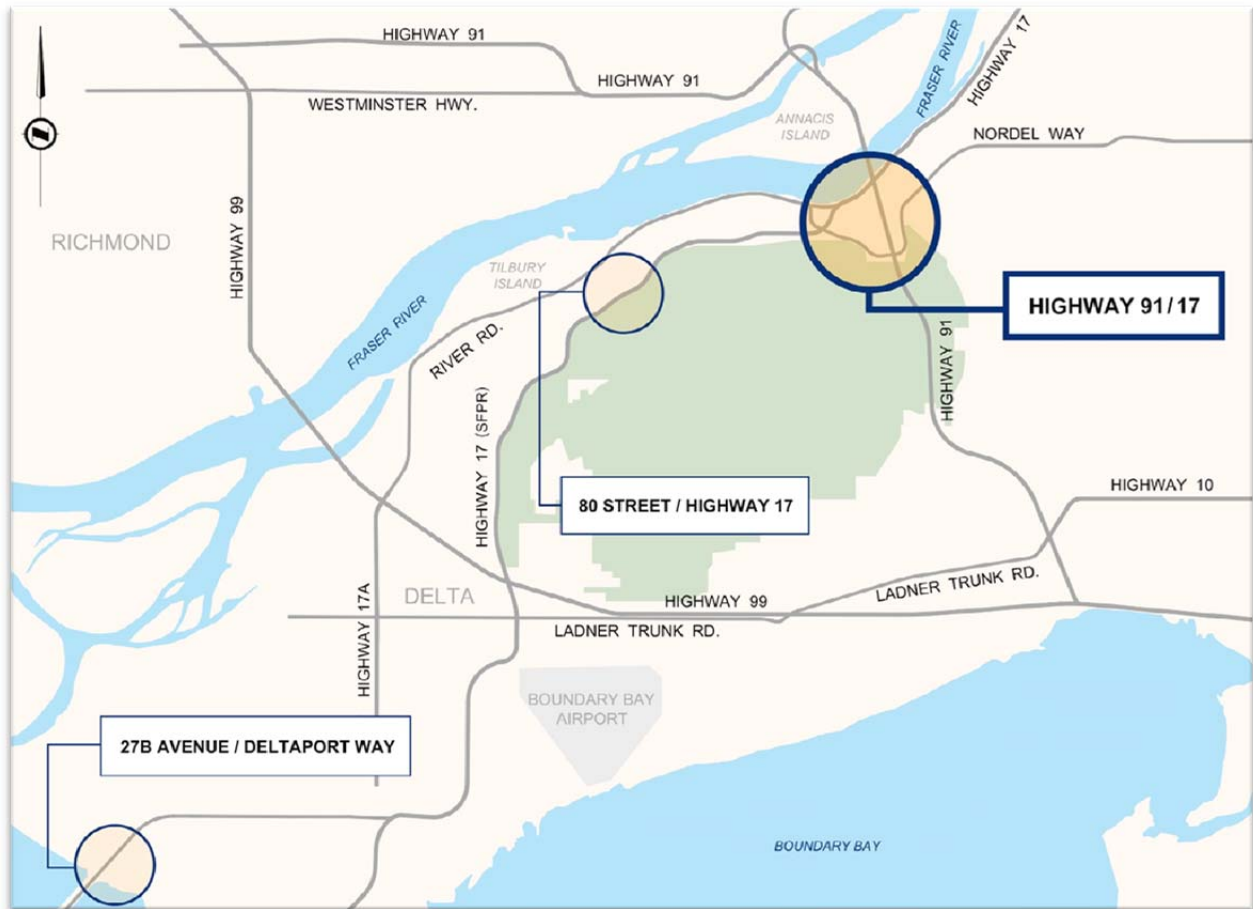 HIGHWAY 91
HIGHWAY 17
FRASER RIVER
HIGHWAY 91
WESTMINSTER HWY.
ANNACIS
ISLAND
NORDEL WAY
HIGHWAY 99
RICHMOND
TILBURY
ISLAND
HIGHWAY 91/17
FRASER RIVER
RIVER RD.
HIGHWAY 91
HIGHWAY 17 (SFPR)
HIGHWAY 10
80 STREET / HIGHWAY 17
LADNER TRUNK RD.
DELTA
HIGHWAY 99
LADNER TRUNK RD.
HIGHWAY 17A
BOUNDARY BAY
AIRPORT
27B AVENUE / DELTAPORT WAY
BOUNDARY BAY